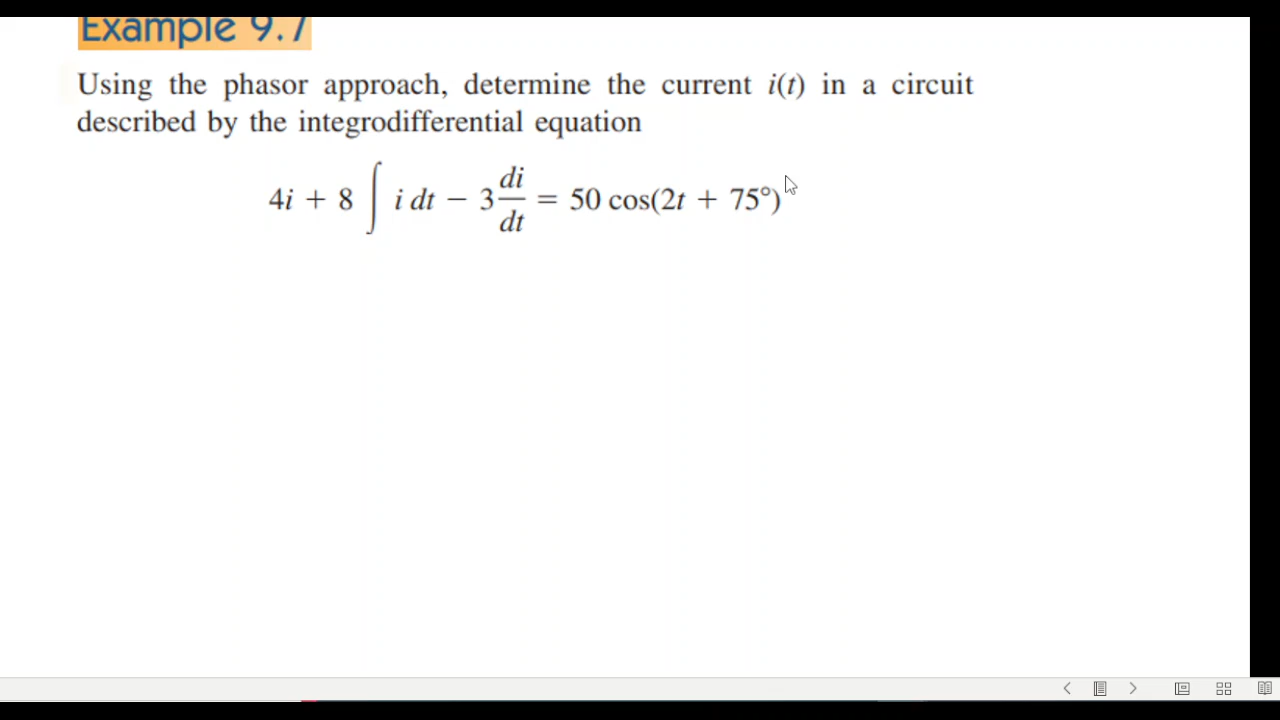 Example 9.7
Using the phasor approach, determine the current i(t) in a circuit
described by the integrodifferential equation
4i + 8 ∫ i dt − 3 di/dt = 50 cos(2t + 75°)